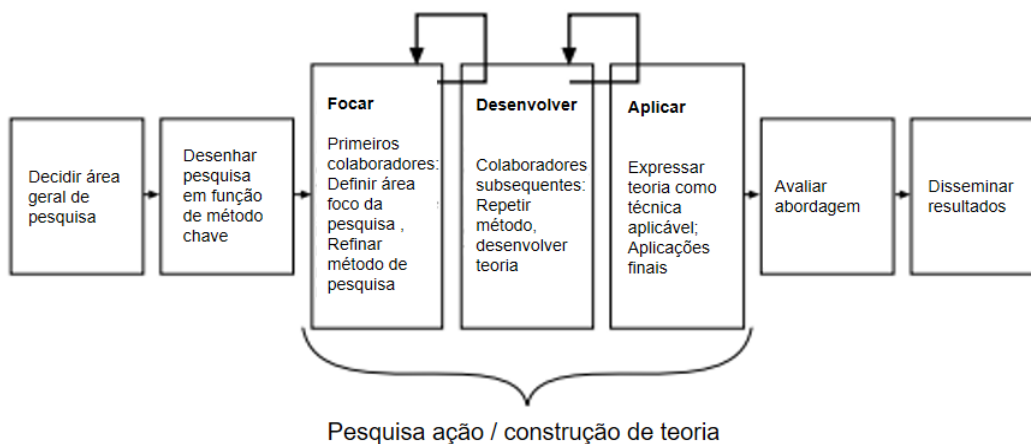 Decidir área
geral de
pesquisa
Desenhar
pesquisa
em função
de método
chave
Focar
Primeiros
colaboradores:
Definir área
foco da
pesquisa ,
Refinar
método de
pesquisa
Desenvolver
Colaboradores
subsequentes:
Repetir
método,
desenvolver
teoria
Aplicar
Expressar
teoria como
técnica
aplicável;
Aplicações
finais
Avaliar
abordagem
Disseminar
resultados
Pesquisa ação / construção de teoria